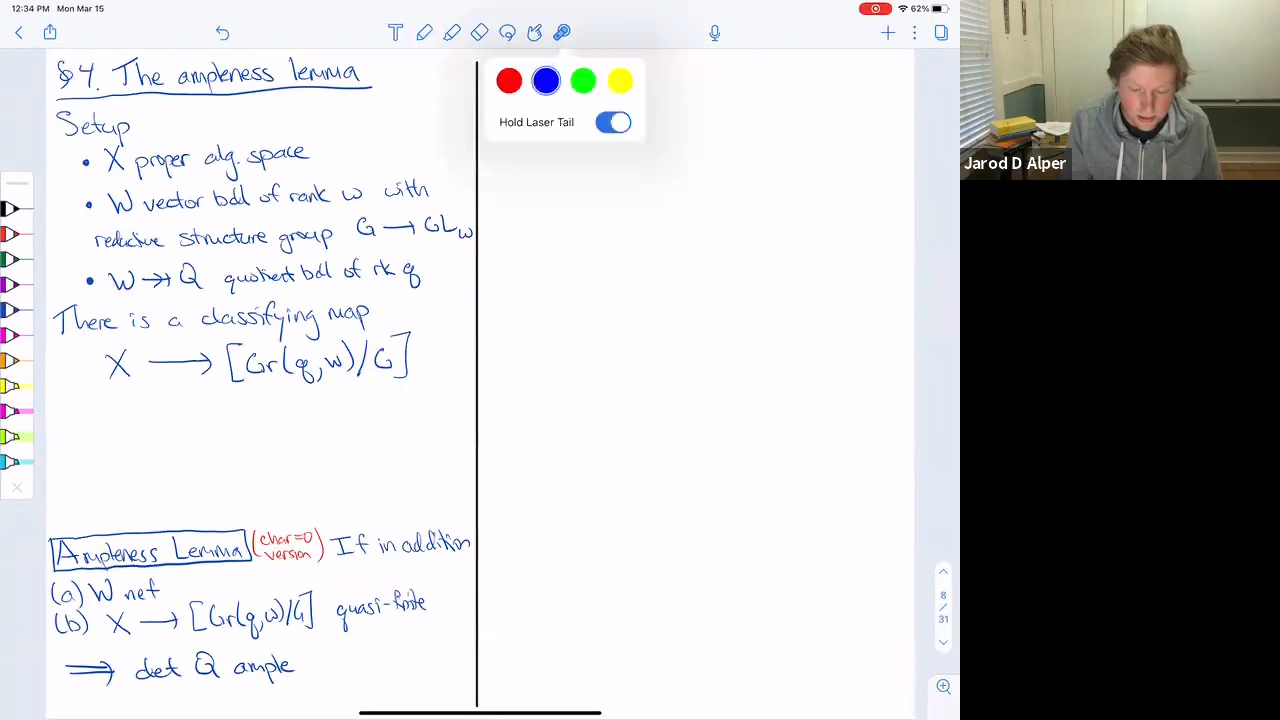 12:34 PM Mon Mar 15
62%
§4. The ampleness lemma
Setup
• X proper alg. space
• W vector bdl of rank w with
reductive structure group G → GL_w
• W ↠ Q quotient bdl of rk q
There is a classifying map
X → [Gr(q,w)/G]
Ampleness Lemma (char=0 version) If in addition
(a) W nef
(b) X → [Gr(q,w)/G] quasi-finite
⟹ det Q ample
Hold Laser Tail
8
/
31
Jarod D Alper